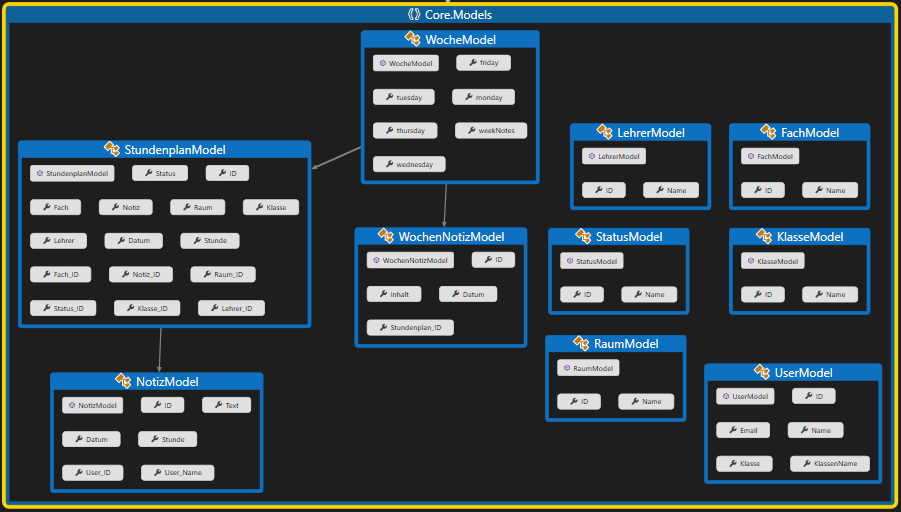 Core.Models
WocheModel
WocheModel friday
tuesday monday
thursday weekNotes
wednesday
StundenplanModel
StundenplanModel Status ID
Fach Notiz Raum Klasse
Lehrer Datum Stunde
Fach_ID Notiz_ID Raum_ID
Status_ID Klasse_ID Lehrer_ID
LehrerModel
LehrerModel
ID Name
FachModel
FachModel
ID Name
WochenNotizModel
WochenNotizModel ID
Inhalt Datum
Stundenplan_ID
StatusModel
StatusModel
ID Name
KlasseModel
KlasseModel
ID Name
RaumModel
RaumModel
ID Name
NotizModel
NotizModel ID Text
Datum Stunde
User_ID User_Name
UserModel
UserModel ID
Email Name
Klasse KlassenName